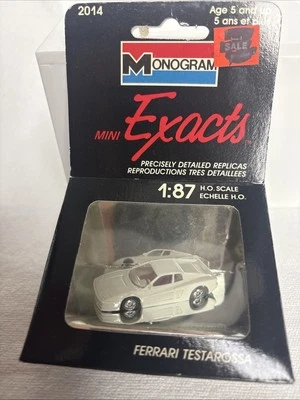 2014
Age 5 and up
5 ans et plus
SALE
MONOGRAM
MINI Exacts
PRECISELY DETAILED REPLICAS
REPRODUCTIONS TRES DETAILLEES
1:87 H.O. SCALE
ECHELLE H.O.
FERRARI TESTAROSSA